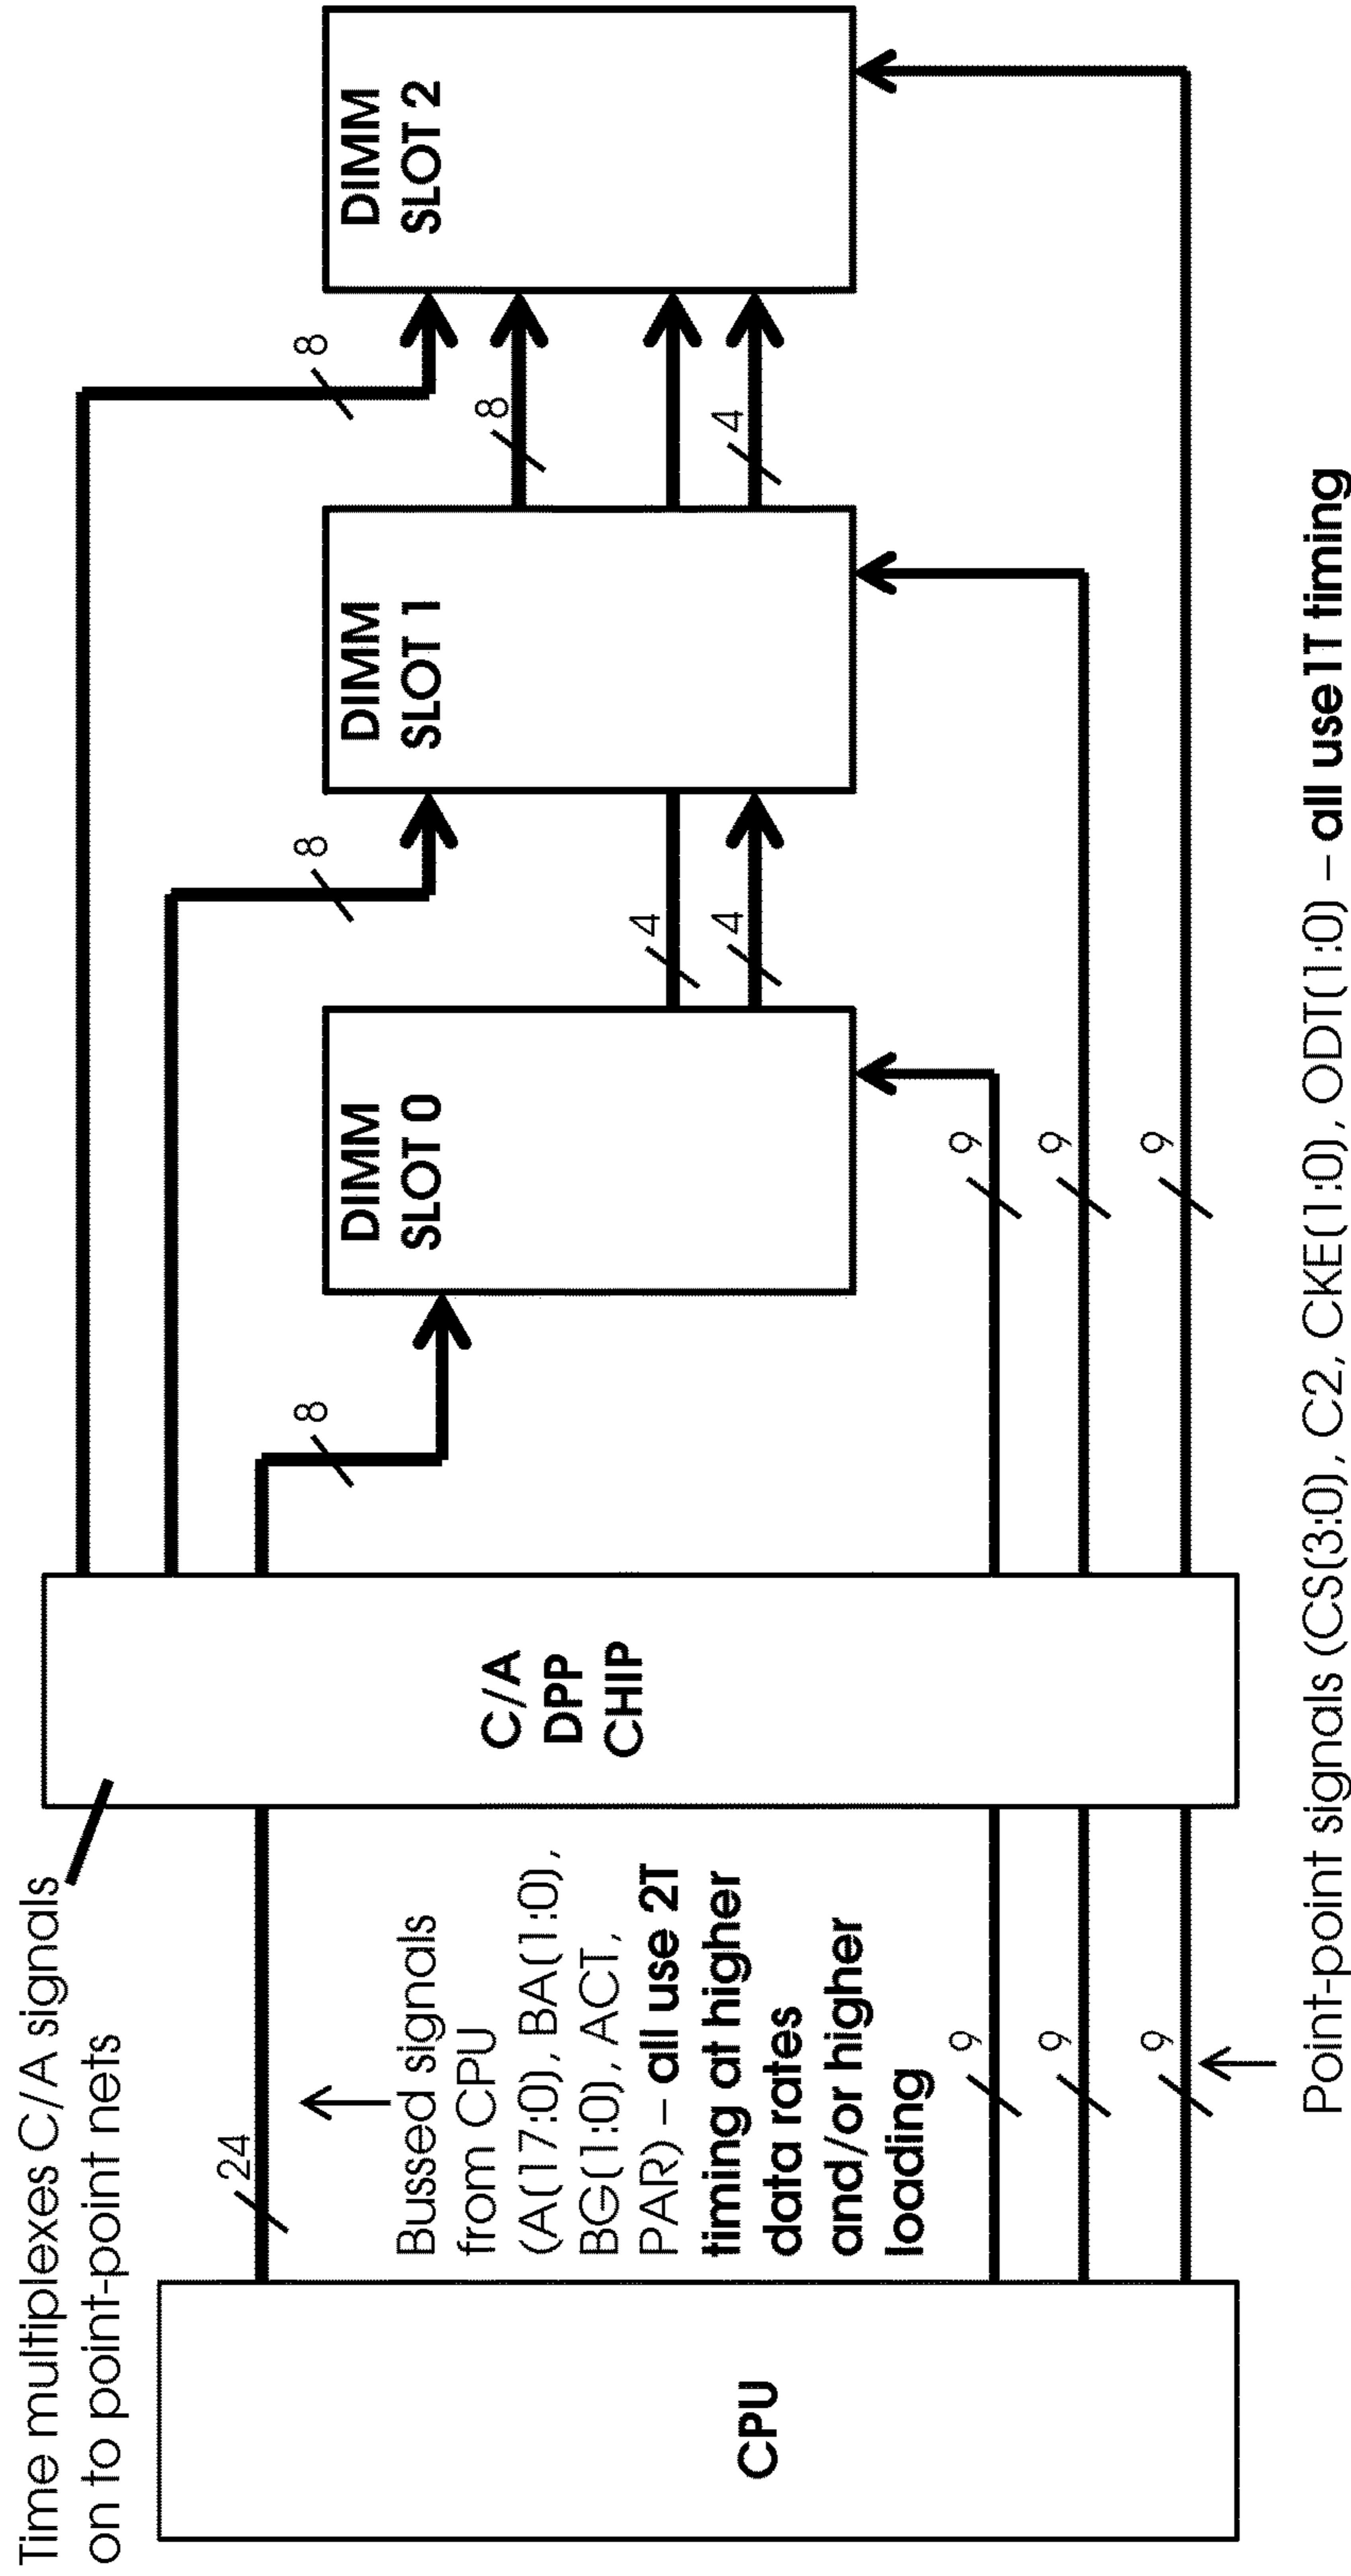 Time multiplexes C/A signals
on to point-point nets
CPU
24
Bussed signals
from CPU
(A(17:0), BA(1:0),
BG(1:0), ACT,
PAR) – all use 2T
timing at higher
data rates
and/or higher
loading
9
9
9
C/A
DPP
CHIP
8
8
8
DIMM
SLOT 0
4
4
DIMM
SLOT 1
8
4
DIMM
SLOT 2
9
9
9
Point-point signals (CS(3:0), C2, CKE(1:0), ODT(1:0) – all use 1T timing